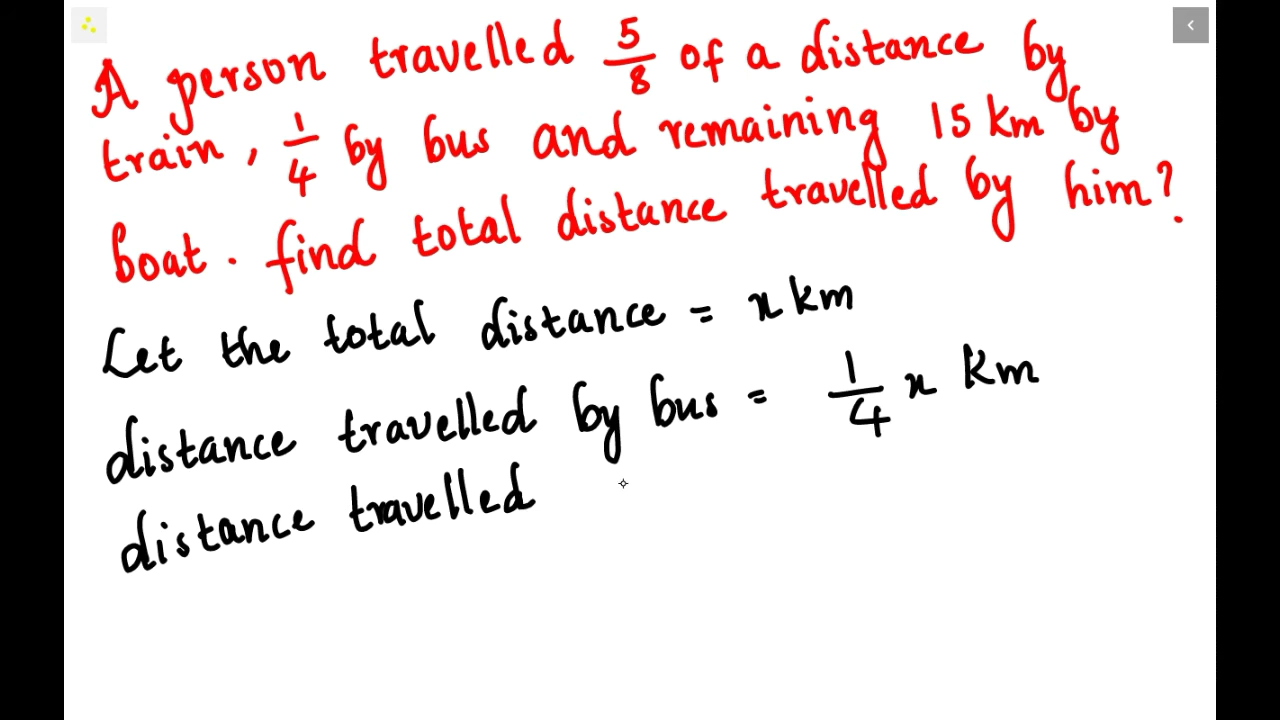 A person travelled 5/8 of a distance by
train, 1/4 by bus and remaining 15 km by
boat. find total distance travelled by him?
Let the total distance = x km
distance travelled by bus = 1/4 x Km
distance travelled